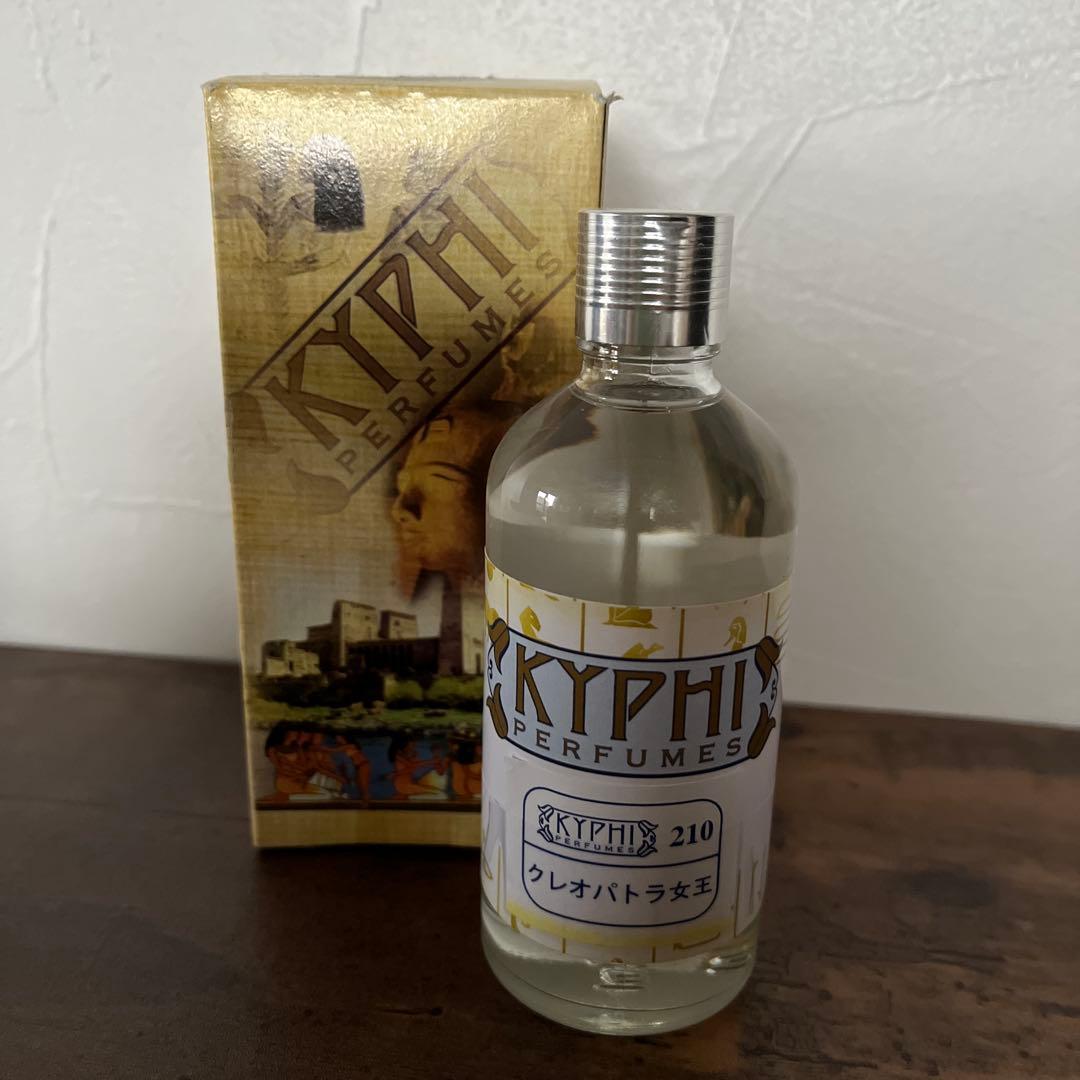 KYPHI
PERFUMES
KYPHI
PERFUMES
KYPHI
PERFUMES
210
クレオパトラ女王